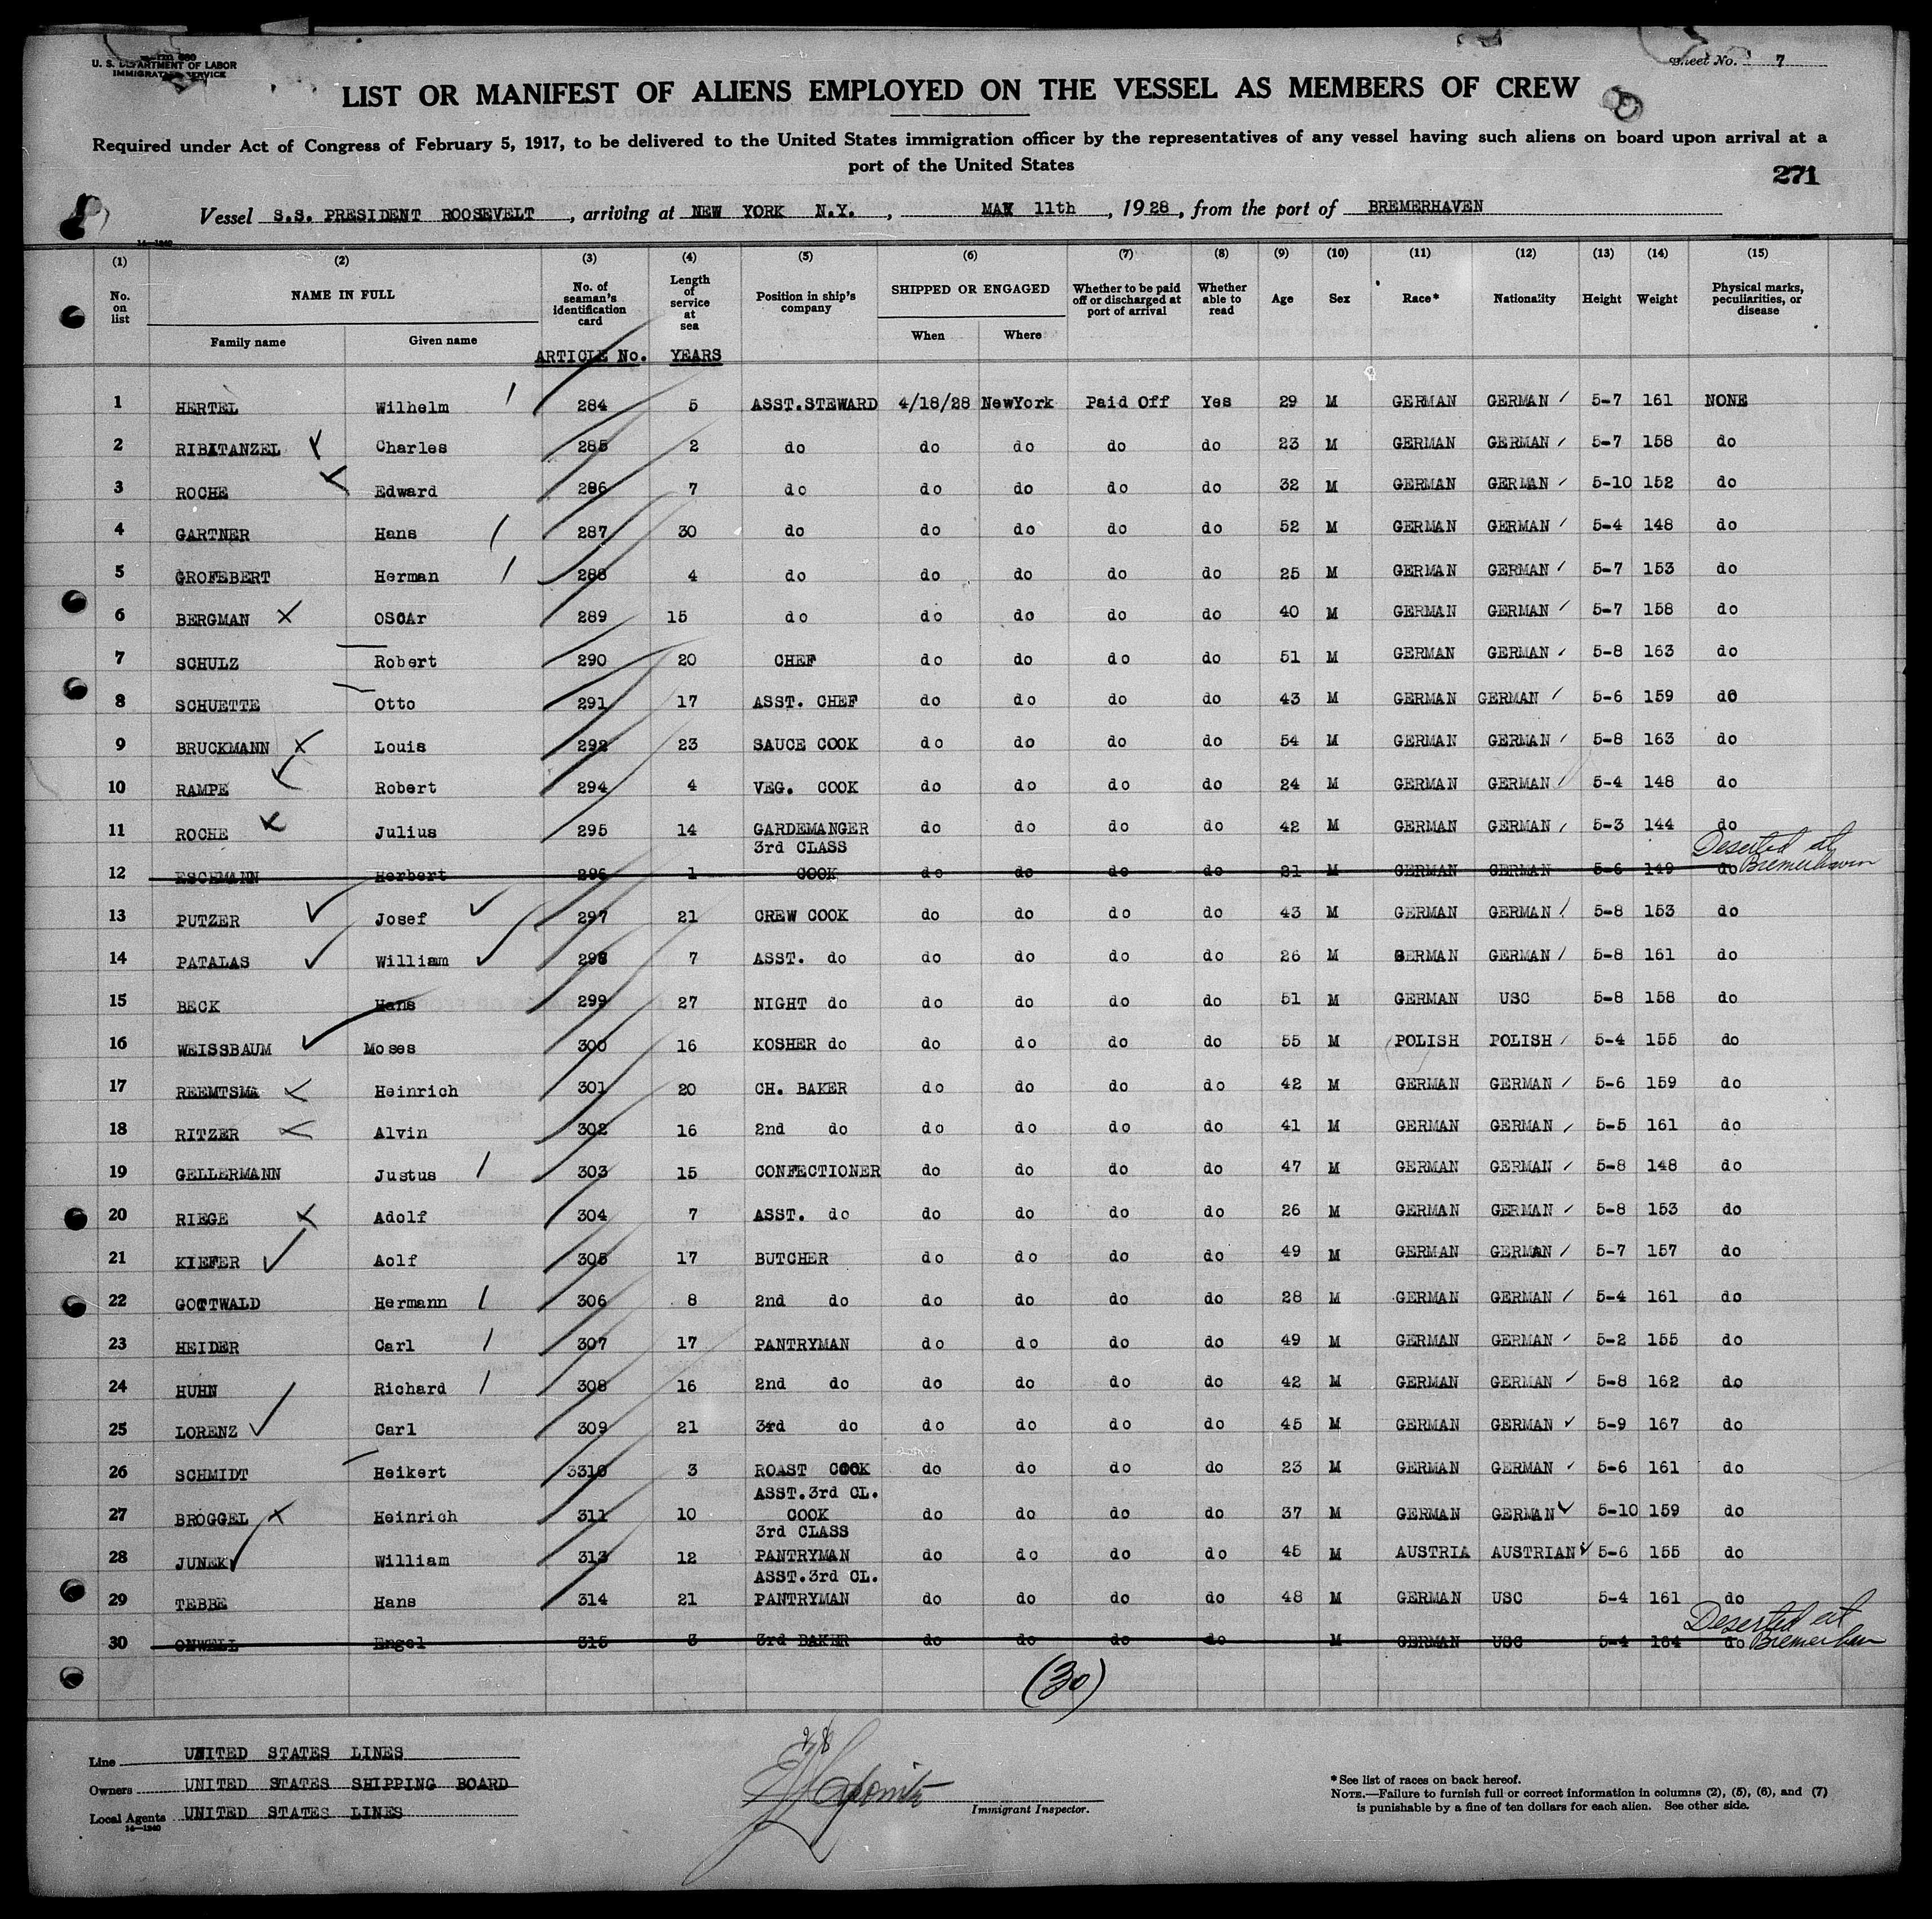 Form 680
U. S. DEPARTMENT OF LABOR
IMMIGRATION SERVICE
Sheet No. 7
LIST OR MANIFEST OF ALIENS EMPLOYED ON THE VESSEL AS MEMBERS OF CREW
Required under Act of Congress of February 5, 1917, to be delivered to the United States immigration officer by the representatives of any vessel having such aliens on board upon arrival at a
port of the United States
271
Vessel S.S. PRESIDENT ROOSEVELT, arriving at NEW YORK N.Y., MAY 11th, 1928, from the port of BREMERHAVEN
14—1240
(1) (2) (3) (4) (5) (6) (7) (8) (9) (10) (11) (12) (13) (14) (15)
No. on list NAME IN FULL Family name Given name No. of seaman's identification card Length of service at sea Position in ship's company SHIPPED OR ENGAGED When Where Whether to be paid off or discharged at port of arrival Whether able to read Age Sex Race* Nationality Height Weight Physical marks, peculiarities, or disease
ARTICLE No. YEARS
1 HERTEL Wilhelm 284 5 ASST.STEWARD 4/18/28 NewYork Paid Off Yes 29 M GERMAN GERMAN 5-7 161 NONE
2 RIBITANZEL Charles 285 2 do do do do do 23 M GERMAN GERMAN 5-7 158 do
3 ROCHE Edward 286 7 do do do do do 32 M GERMAN GERMAN 5-10 152 do
4 GARTNER Hans 287 30 do do do do do 52 M GERMAN GERMAN 5-4 148 do
5 GROFEBERT Herman 288 4 do do do do do 25 M GERMAN GERMAN 5-7 153 do
6 BERGMAN OSCAr 289 15 do do do do do 40 M GERMAN GERMAN 5-7 158 do
7 SCHULZ Robert 290 20 CHEF do do do do 51 M GERMAN GERMAN 5-8 163 do
8 SCHUETTE Otto 291 17 ASST. CHEF do do do do 43 M GERMAN GERMAN 5-6 159 do
9 BRUCKMANN Louis 292 23 SAUCE COOK do do do do 54 M GERMAN GERMAN 5-8 163 do
10 RAMPE Robert 294 4 VEG. COOK do do do do 24 M GERMAN GERMAN 5-4 148 do
11 ROCHE Julius 295 14 GARDEMANGER do do do do 42 M GERMAN GERMAN 5-3 144 do
3rd CLASS Deserted at
12 ESCHMANN Herbert 296 1 COOK do do do do 21 M GERMAN GERMAN 5-6 149 do Bremerhaven
13 PUTZER Josef 297 21 CREW COOK do do do do 43 M GERMAN GERMAN 5-8 153 do
14 PATALAS William 298 7 ASST. do do do do do 26 M GERMAN GERMAN 5-8 161 do
15 BECK Hans 299 27 NIGHT do do do do do 51 M GERMAN USC 5-8 158 do
16 WEISSBAUM Moses 300 16 KOSHER do do do do do 55 M POLISH POLISH 5-4 155 do
17 REEMTSMA Heinrich 301 20 CH. BAKER do do do do 42 M GERMAN GERMAN 5-6 159 do
18 RITZER Alvin 302 16 2nd do do do do do 41 M GERMAN GERMAN 5-5 161 do
19 GELLERMANN Justus 303 15 CONFECTIONER do do do do 47 M GERMAN GERMAN 5-8 148 do
20 RIEGE Adolf 304 7 ASST. do do do do do 26 M GERMAN GERMAN 5-8 153 do
21 KIEFER Aolf 305 17 BUTCHER do do do do 49 M GERMAN GERMAN 5-7 157 do
22 GOTTWALD Hermann 306 8 2nd do do do do do 28 M GERMAN GERMAN 5-4 161 do
23 HEIDER Carl 307 17 PANTRYMAN do do do do 49 M GERMAN GERMAN 5-2 155 do
24 HUHN Richard 308 16 2nd do do do do do 42 M GERMAN GERMAN 5-8 162 do
25 LORENZ Carl 309 21 3rd do do do do do 45 M GERMAN GERMAN 5-9 167 do
26 SCHMIDT Heikert 3310 3 ROAST COOK do do do do 23 M GERMAN GERMAN 5-6 161 do
ASST.3rd CL.
27 BROGGEL Heinrich 311 10 COOK do do do do 37 M GERMAN GERMAN 5-10 159 do
3rd CLASS
28 JUNEK William 313 12 PANTRYMAN do do do do 45 M AUSTRIA AUSTRIAN 5-6 155 do
ASST.3rd CL.
29 TEBBE Hans 314 21 PANTRYMAN do do do do 48 M GERMAN USC 5-4 161 do
Deserted at
30 ONWELL Engel 315 3 3rd BAKER do do do do M GERMAN USC 5-4 164 do Bremerhaven
(30)
Line UNITED STATES LINES
Owners UNITED STATES SHIPPING BOARD
Local Agents UNITED STATES LINES
14—1240
Immigrant Inspector.
*See list of races on back hereof.
NOTE.—Failure to furnish full or correct information in columns (2), (5), (6), and (7)
is punishable by a fine of ten dollars for each alien. See other side.